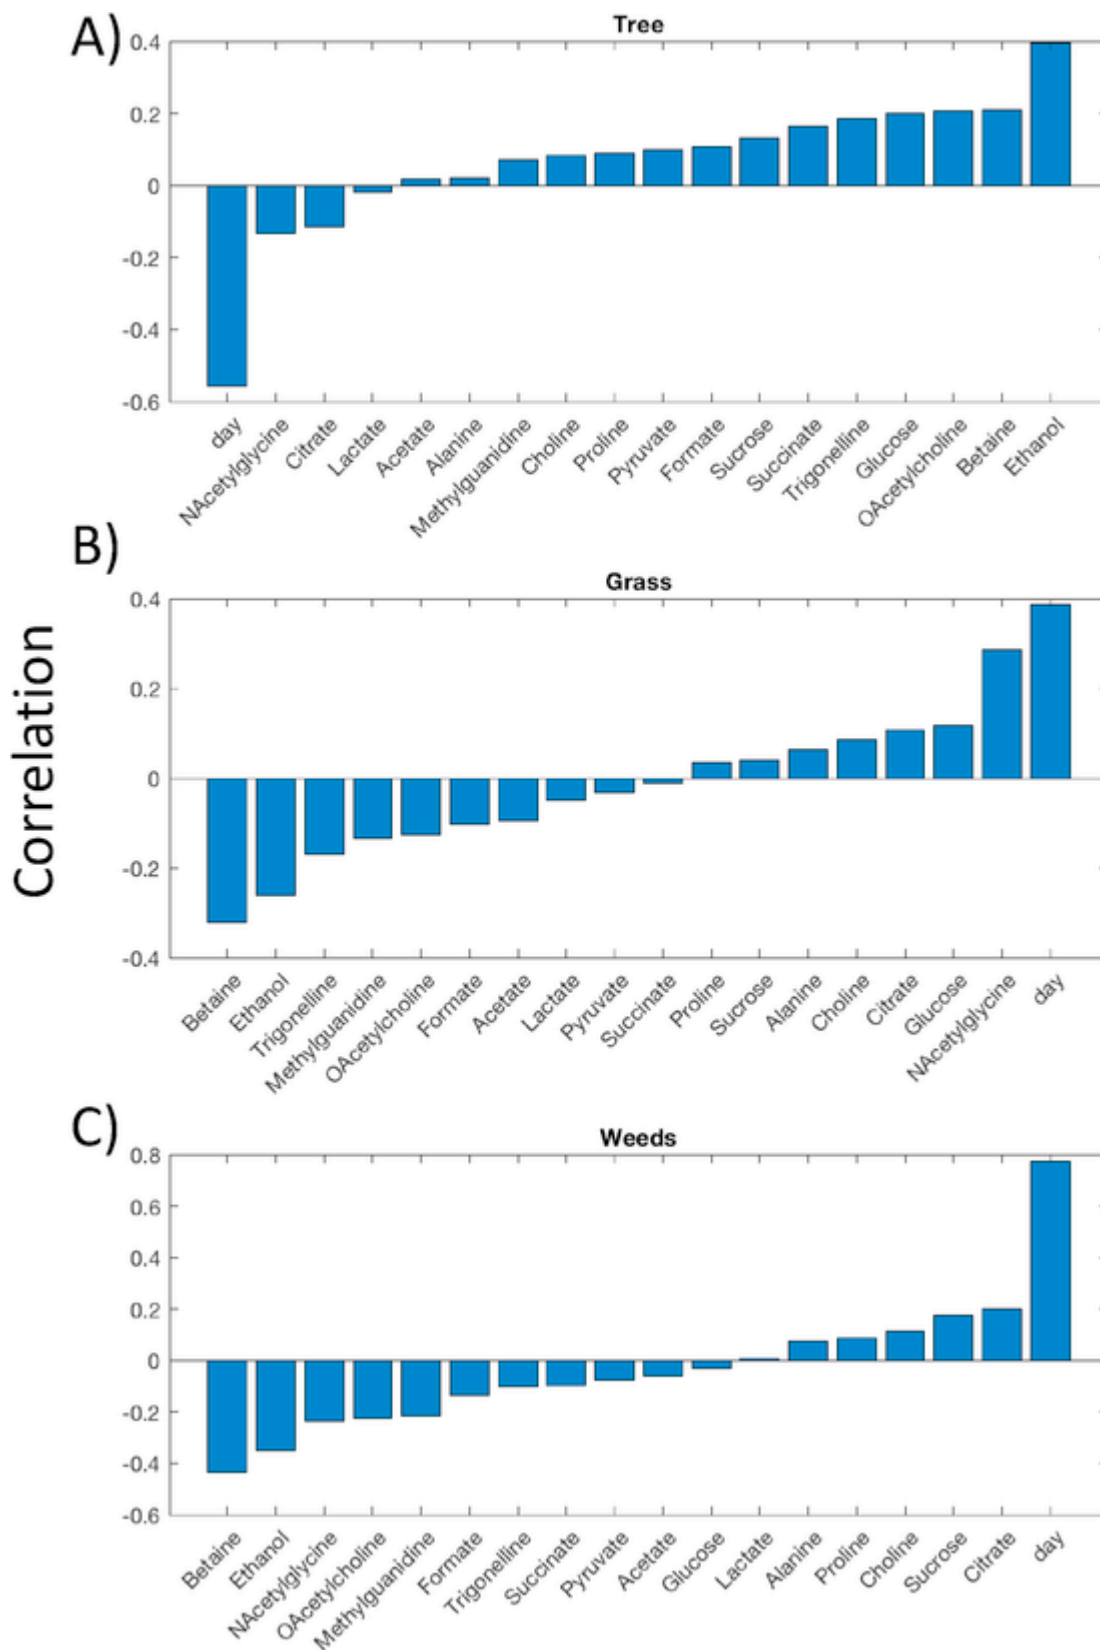 A)
Tree
0.4
0.2
0
-0.2
-0.4
-0.6
day
NAcetylglycine
Citrate
Lactate
Acetate
Alanine
Methylguanidine
Choline
Proline
Pyruvate
Formate
Sucrose
Succinate
Trigonelline
Glucose
OAcetylcholine
Betaine
Ethanol
Correlation
B)
Grass
0.4
0.2
0
-0.2
-0.4
Betaine
Ethanol
Trigonelline
Methylguanidine
OAcetylcholine
Formate
Acetate
Lactate
Pyruvate
Succinate
Proline
Sucrose
Alanine
Choline
Citrate
Glucose
NAcetylglycine
day
C)
Weeds
0.8
0.6
0.4
0.2
0
-0.2
-0.4
-0.6
Betaine
Ethanol
NAcetylglycine
OAcetylcholine
Methylguanidine
Formate
Trigonelline
Succinate
Pyruvate
Acetate
Glucose
Lactate
Alanine
Proline
Choline
Sucrose
Citrate
day